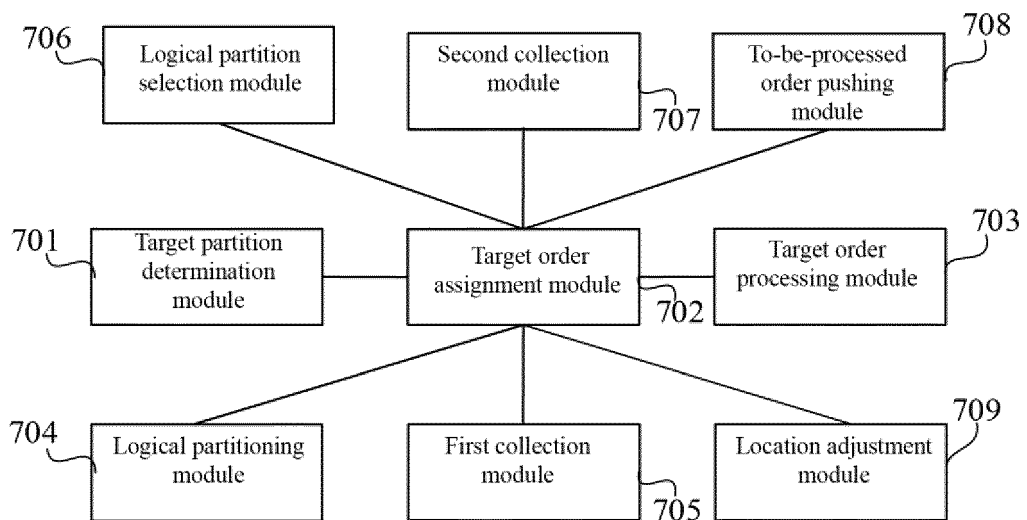 706
Logical partition
selection module
Second collection
module
707
To-be-processed
order pushing
module
708
701
Target partition
determination
module
Target order
assignment module
702
Target order
processing module
703
704
Logical partitioning
module
First collection
module
705
Location adjustment
module
709